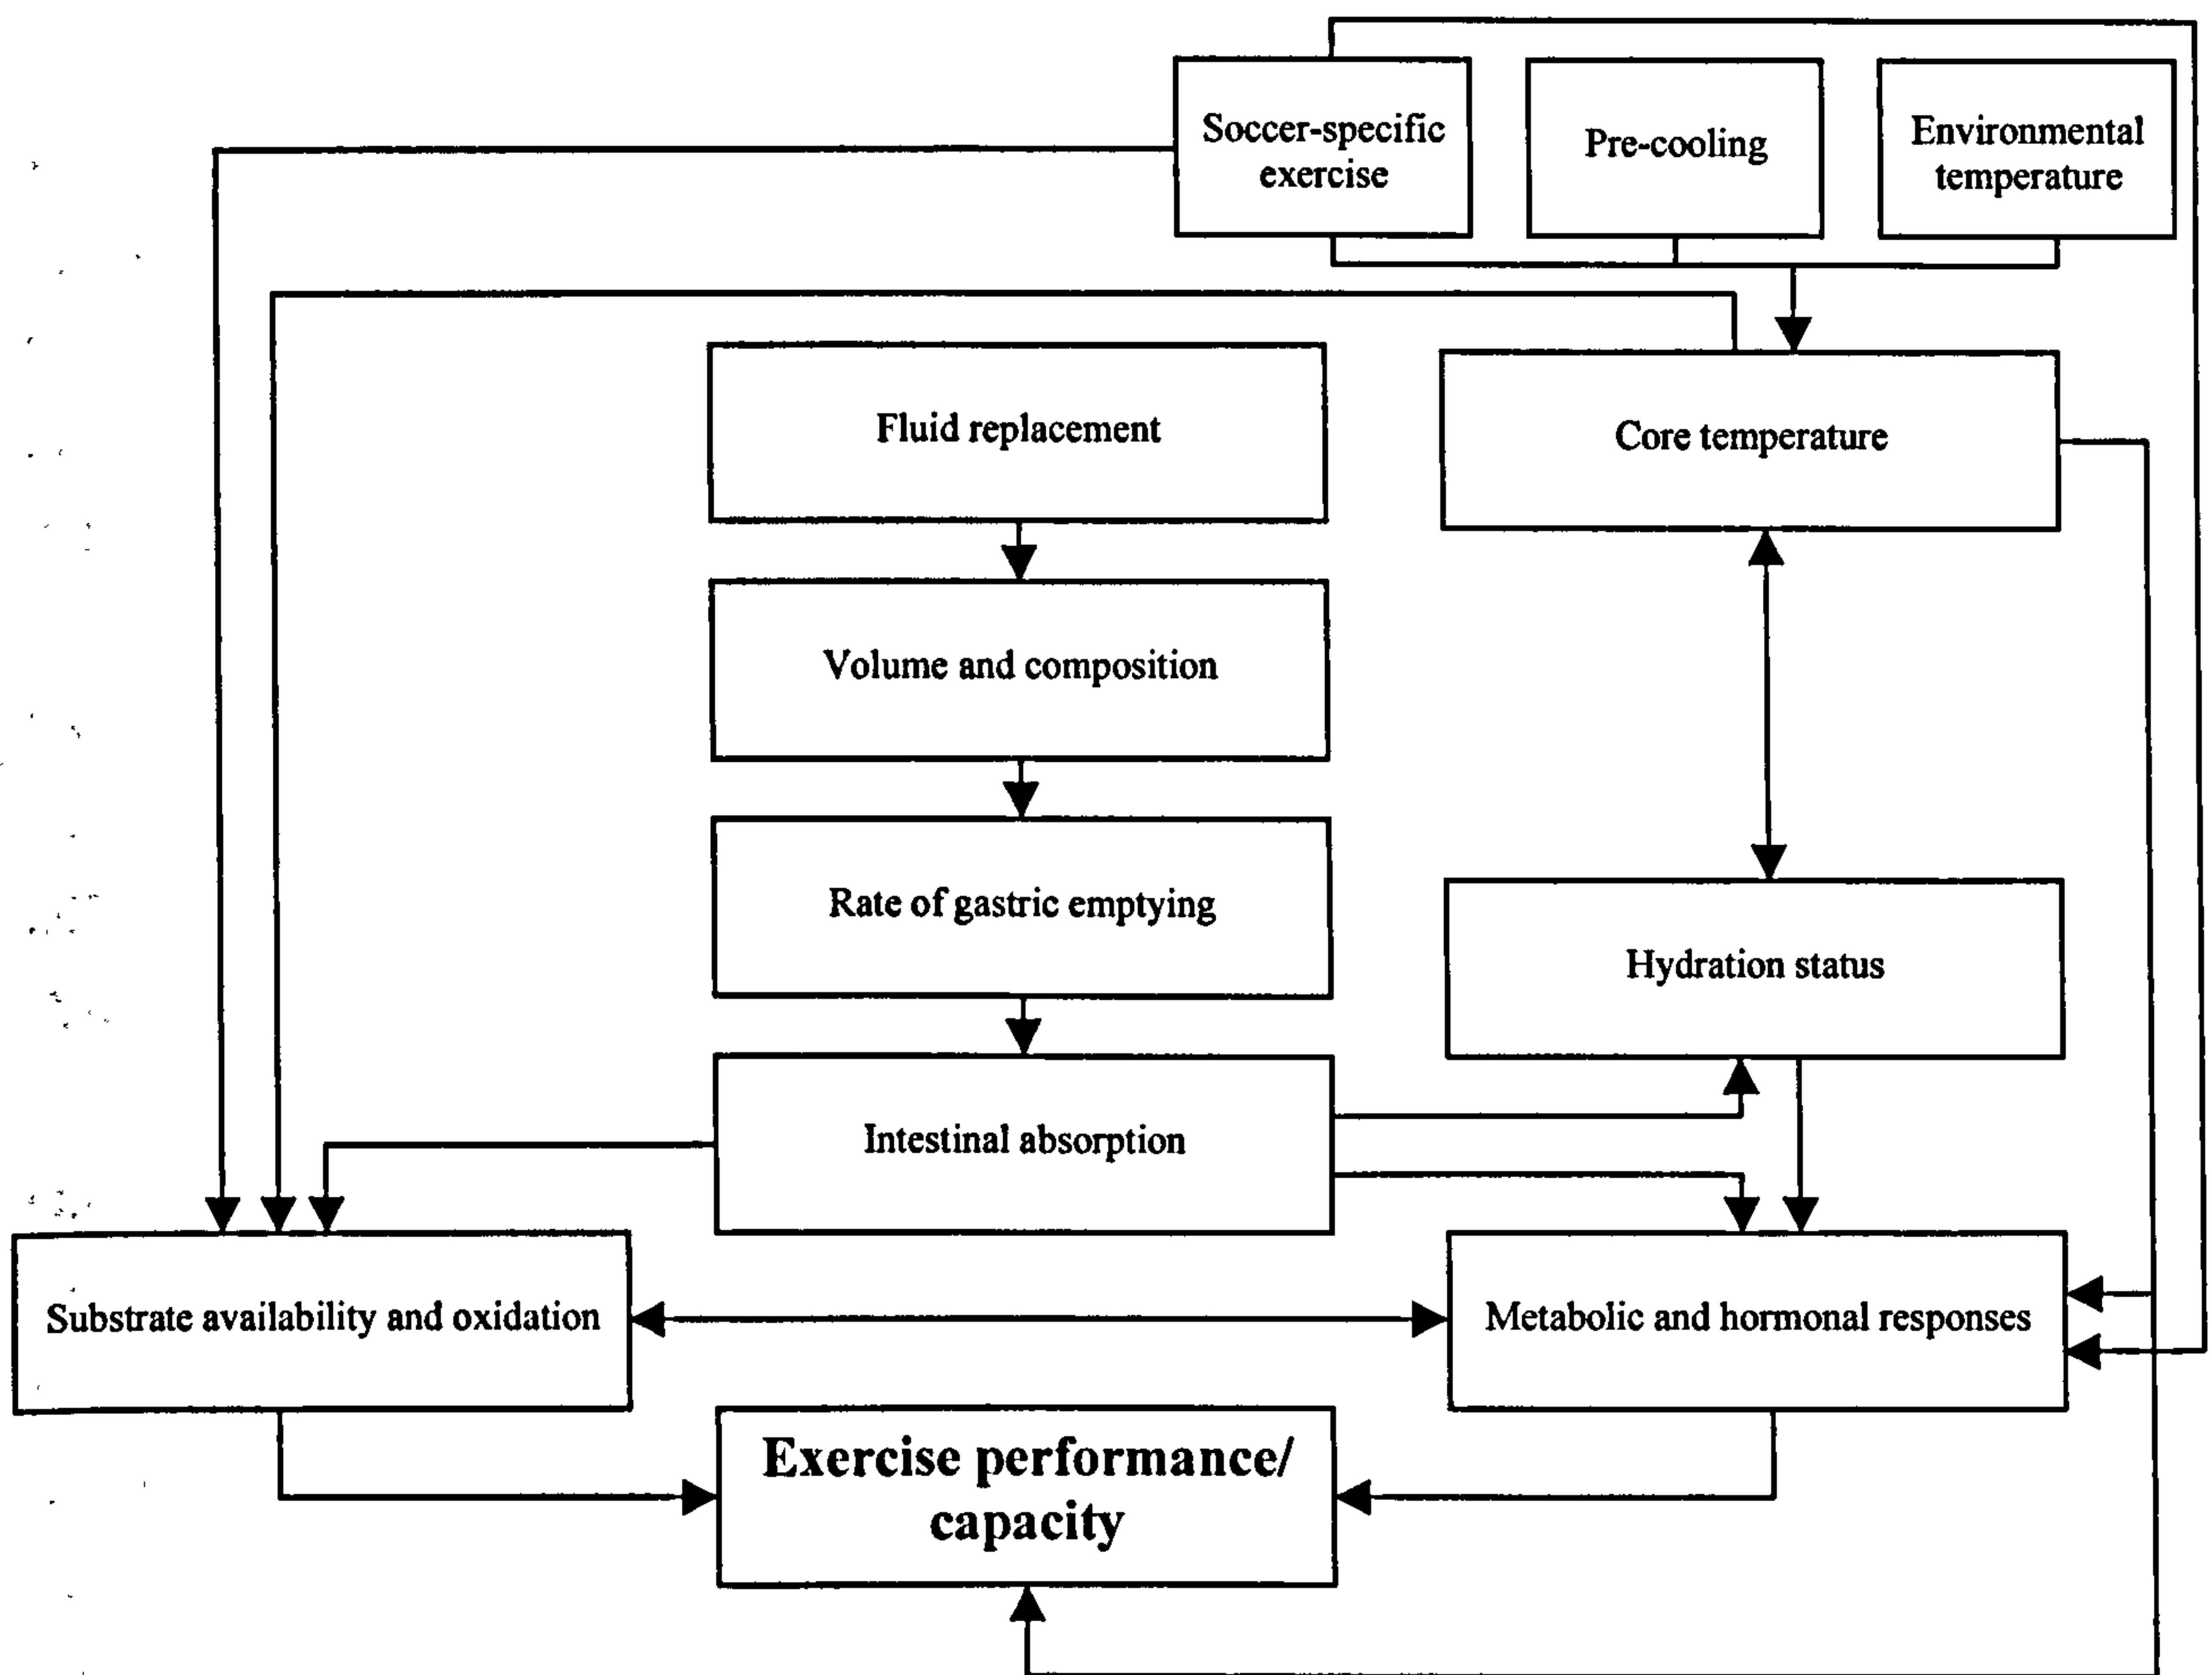 Soccer-specific
exercise
Pre-cooling
Environmental
temperature
Fluid replacement
Core temperature
Volume and composition
Rate of gastric emptying
Hydration status
Intestinal absorption
Substrate availability and oxidation
Metabolic and hormonal responses
Exercise performance/
capacity